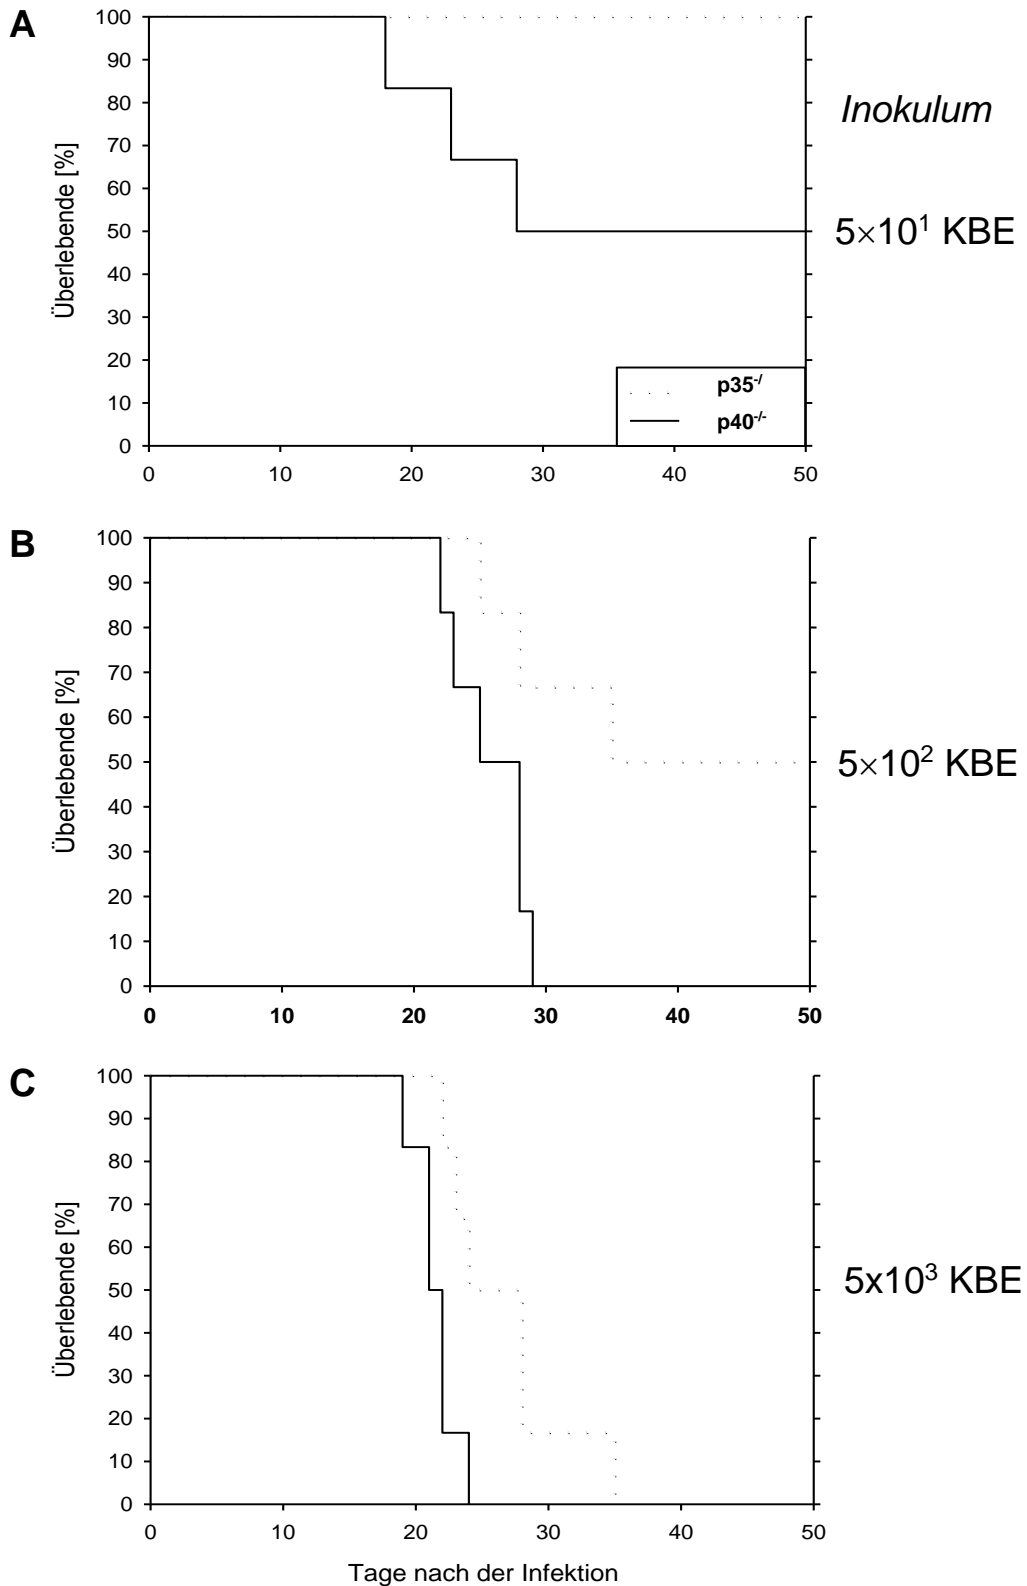 A
Überlebende [%]
100
90
80
70
60
50
40
30
20
10
0
0 10 20 30 40 50
p35-/
p40-/-
Inokulum
5×10¹ KBE
B
Überlebende [%]
100
90
80
70
60
50
40
30
20
10
0
0 10 20 30 40 50
5×10² KBE
C
Überlebende [%]
100
90
80
70
60
50
40
30
20
10
0
0 10 20 30 40 50
5x10³ KBE
Tage nach der Infektion